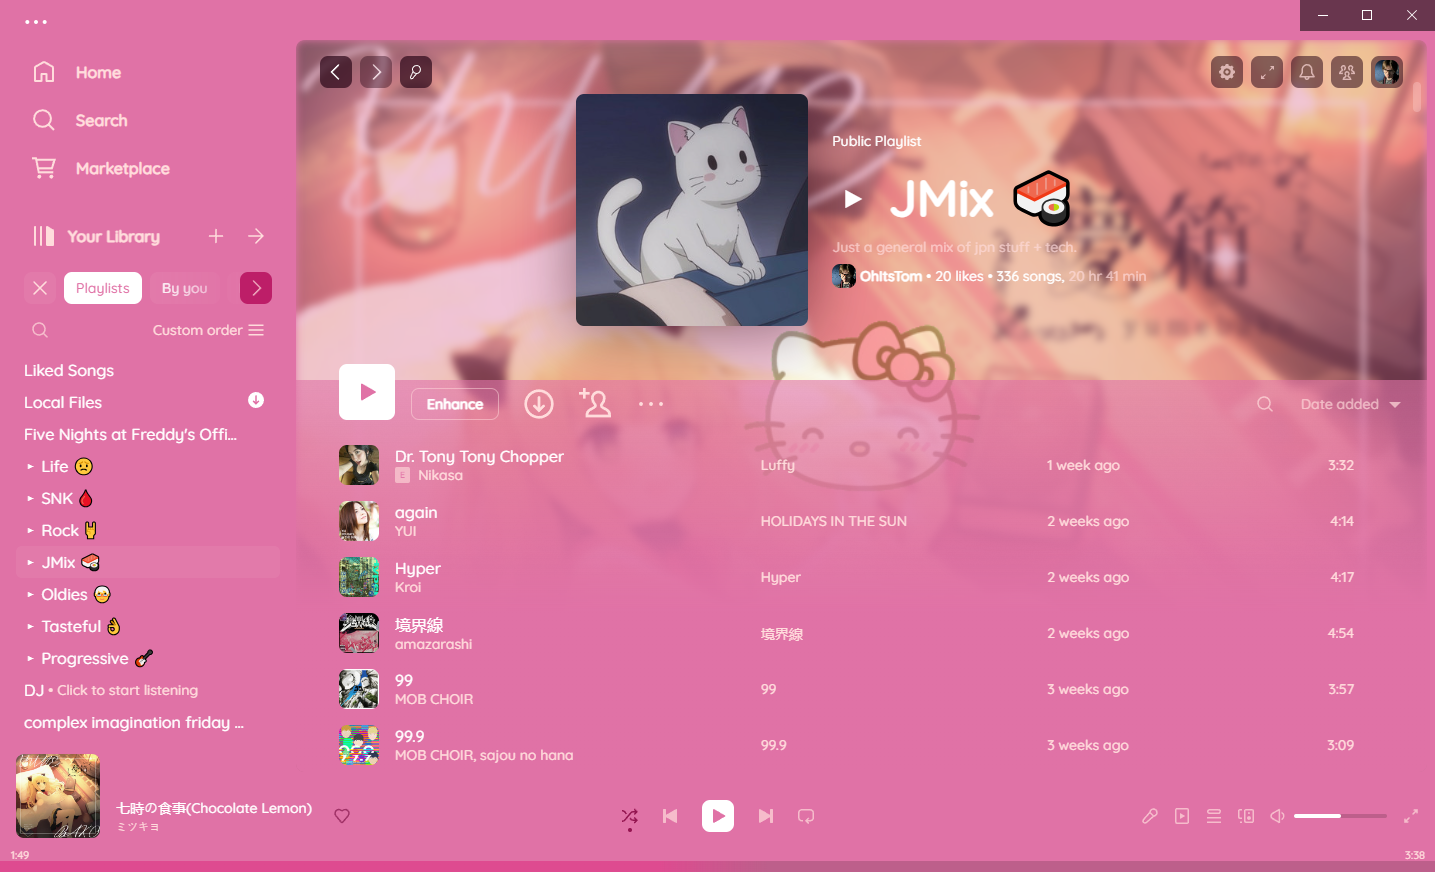 Home
Search
Marketplace
Your Library
Playlists
By you
Custom order
Liked Songs
Local Files
Five Nights at Freddy's Offi...
Life
SNK
Rock
JMix
Oldies
Tasteful
Progressive
DJ • Click to start listening
complex imagination friday ...
Public Playlist
JMix
Just a general mix of jpn stuff + tech.
OhItsTom • 20 likes • 336 songs, 20 hr 41 min
Enhance
Date added
Dr. Tony Tony Chopper
E Nikasa
Luffy
1 week ago
3:32
again
YUI
HOLIDAYS IN THE SUN
2 weeks ago
4:14
Hyper
Kroi
Hyper
2 weeks ago
4:17
境界線
amazarashi
境界線
2 weeks ago
4:54
99
MOB CHOIR
99
3 weeks ago
3:57
99.9
MOB CHOIR, sajou no hana
99.9
3 weeks ago
3:09
七時の食事(Chocolate Lemon)
ミツキヨ
1:49
3:38